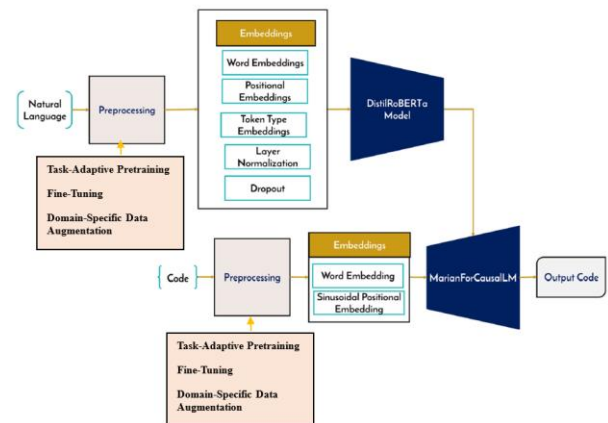 Embeddings
Word Embeddings
Positional
Embeddings
Token Type
Embeddings
Layer
Normalization
Dropout
Natural
Language
Preprocessing
DistilRoBERTa
Model
Task-Adaptive Pretraining
Fine-Tuning
Domain-Specific Data
Augmentation
Code
Preprocessing
Embeddings
Word Embedding
Sinusoidal Positional
Embedding
MarianForCausalLM
Output Code
Task-Adaptive Pretraining
Fine-Tuning
Domain-Specific Data
Augmentation